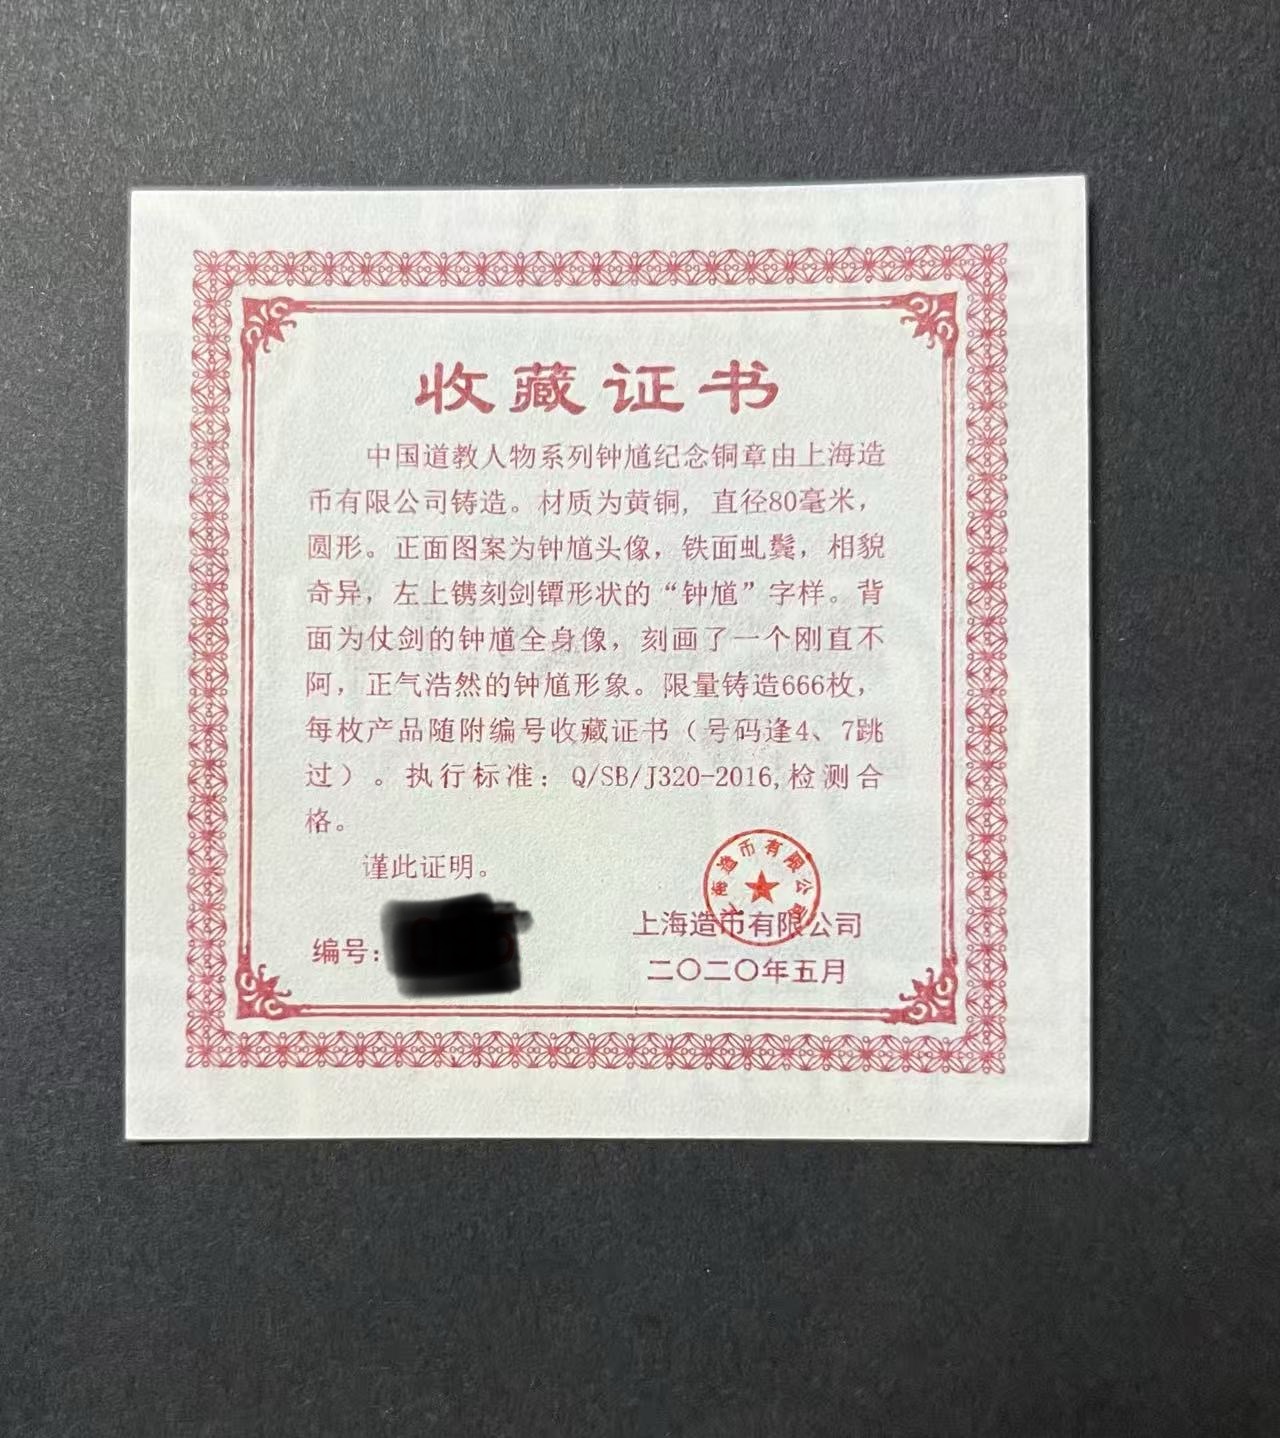 收藏证书
中国道教人物系列钟馗纪念铜章由上海造
币有限公司铸造。材质为黄铜，直径80毫米，
圆形。正面图案为钟馗头像，铁面虬鬓，相貌
奇异，左上镌刻剑镡形状的“钟馗”字样。背
面为仗剑的钟馗全身像，刻画了一个刚直不
阿，正气浩然的钟馗形象。限量铸造666枚，
每枚产品随附编号收藏证书（号码逢4、7跳
过）。执行标准：Q/SB/J320-2016,检测合
格。
谨此证明。
上海造币有限公司
编号：
上海造币有限公司
二〇二〇年五月